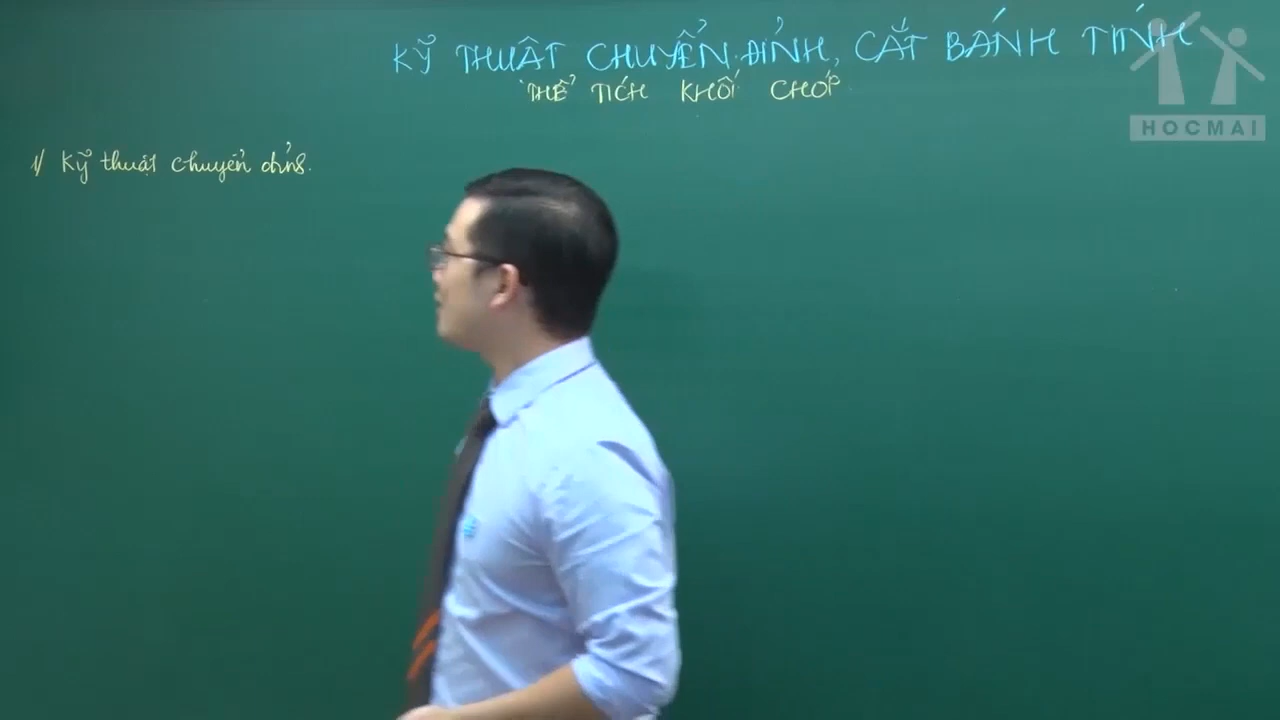 KỸ THUẬT CHUYỂN ĐỈNH, CẮT BÁNH TÍNH
THỂ TÍCH KHỐI CHÓP
HOCMAI
1/ Kỹ thuật chuyển đỉnh.